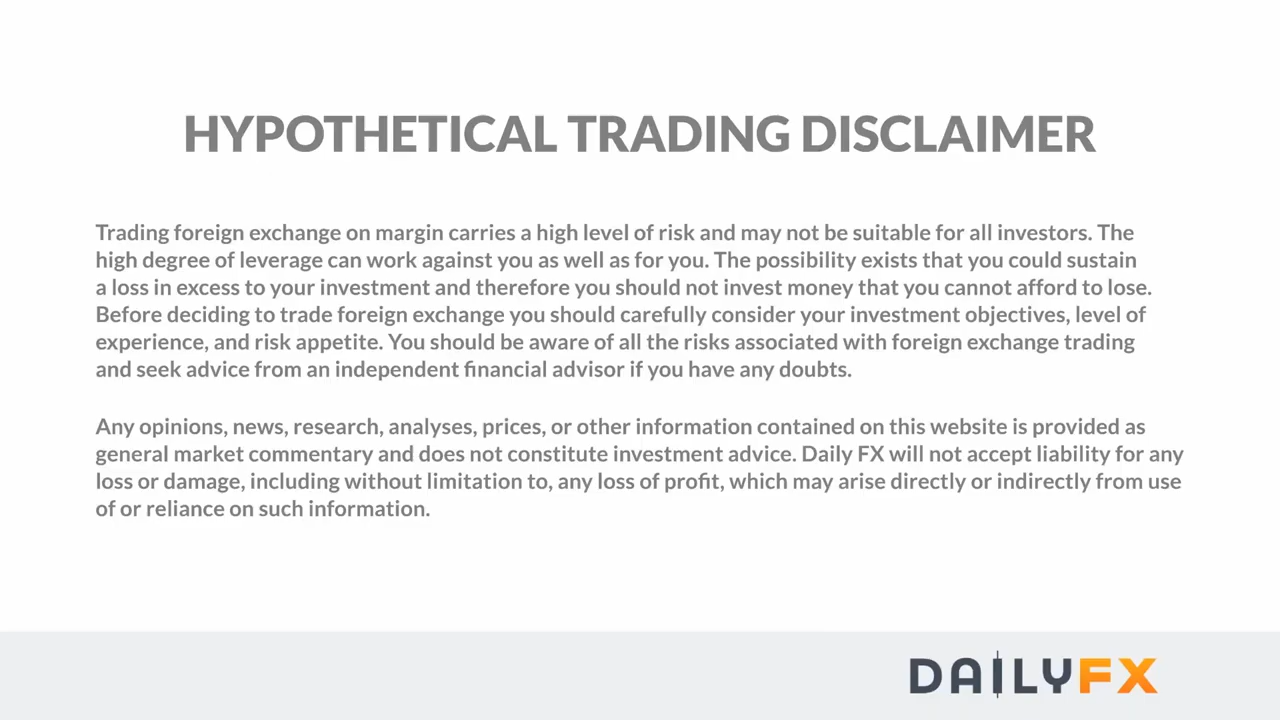 HYPOTHETICAL TRADING DISCLAIMER
Trading foreign exchange on margin carries a high level of risk and may not be suitable for all investors. The
high degree of leverage can work against you as well as for you. The possibility exists that you could sustain
a loss in excess to your investment and therefore you should not invest money that you cannot afford to lose.
Before deciding to trade foreign exchange you should carefully consider your investment objectives, level of
experience, and risk appetite. You should be aware of all the risks associated with foreign exchange trading
and seek advice from an independent financial advisor if you have any doubts.
Any opinions, news, research, analyses, prices, or other information contained on this website is provided as
general market commentary and does not constitute investment advice. Daily FX will not accept liability for any
loss or damage, including without limitation to, any loss of profit, which may arise directly or indirectly from use
of or reliance on such information.
DAILYFX